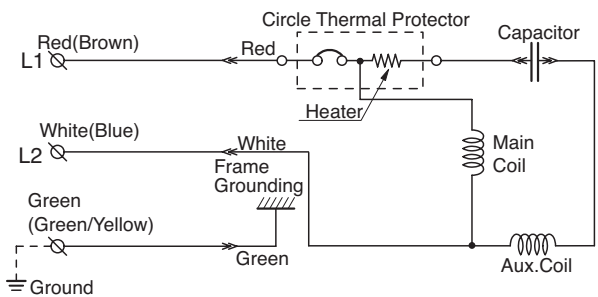 Circle Thermal Protector
Capacitor
Red(Brown)
Red
L1
Heater
White(Blue)
White
L2
Main
Coil
Frame
Grounding
Green
(Green/Yellow)
Green
Aux.Coil
Ground